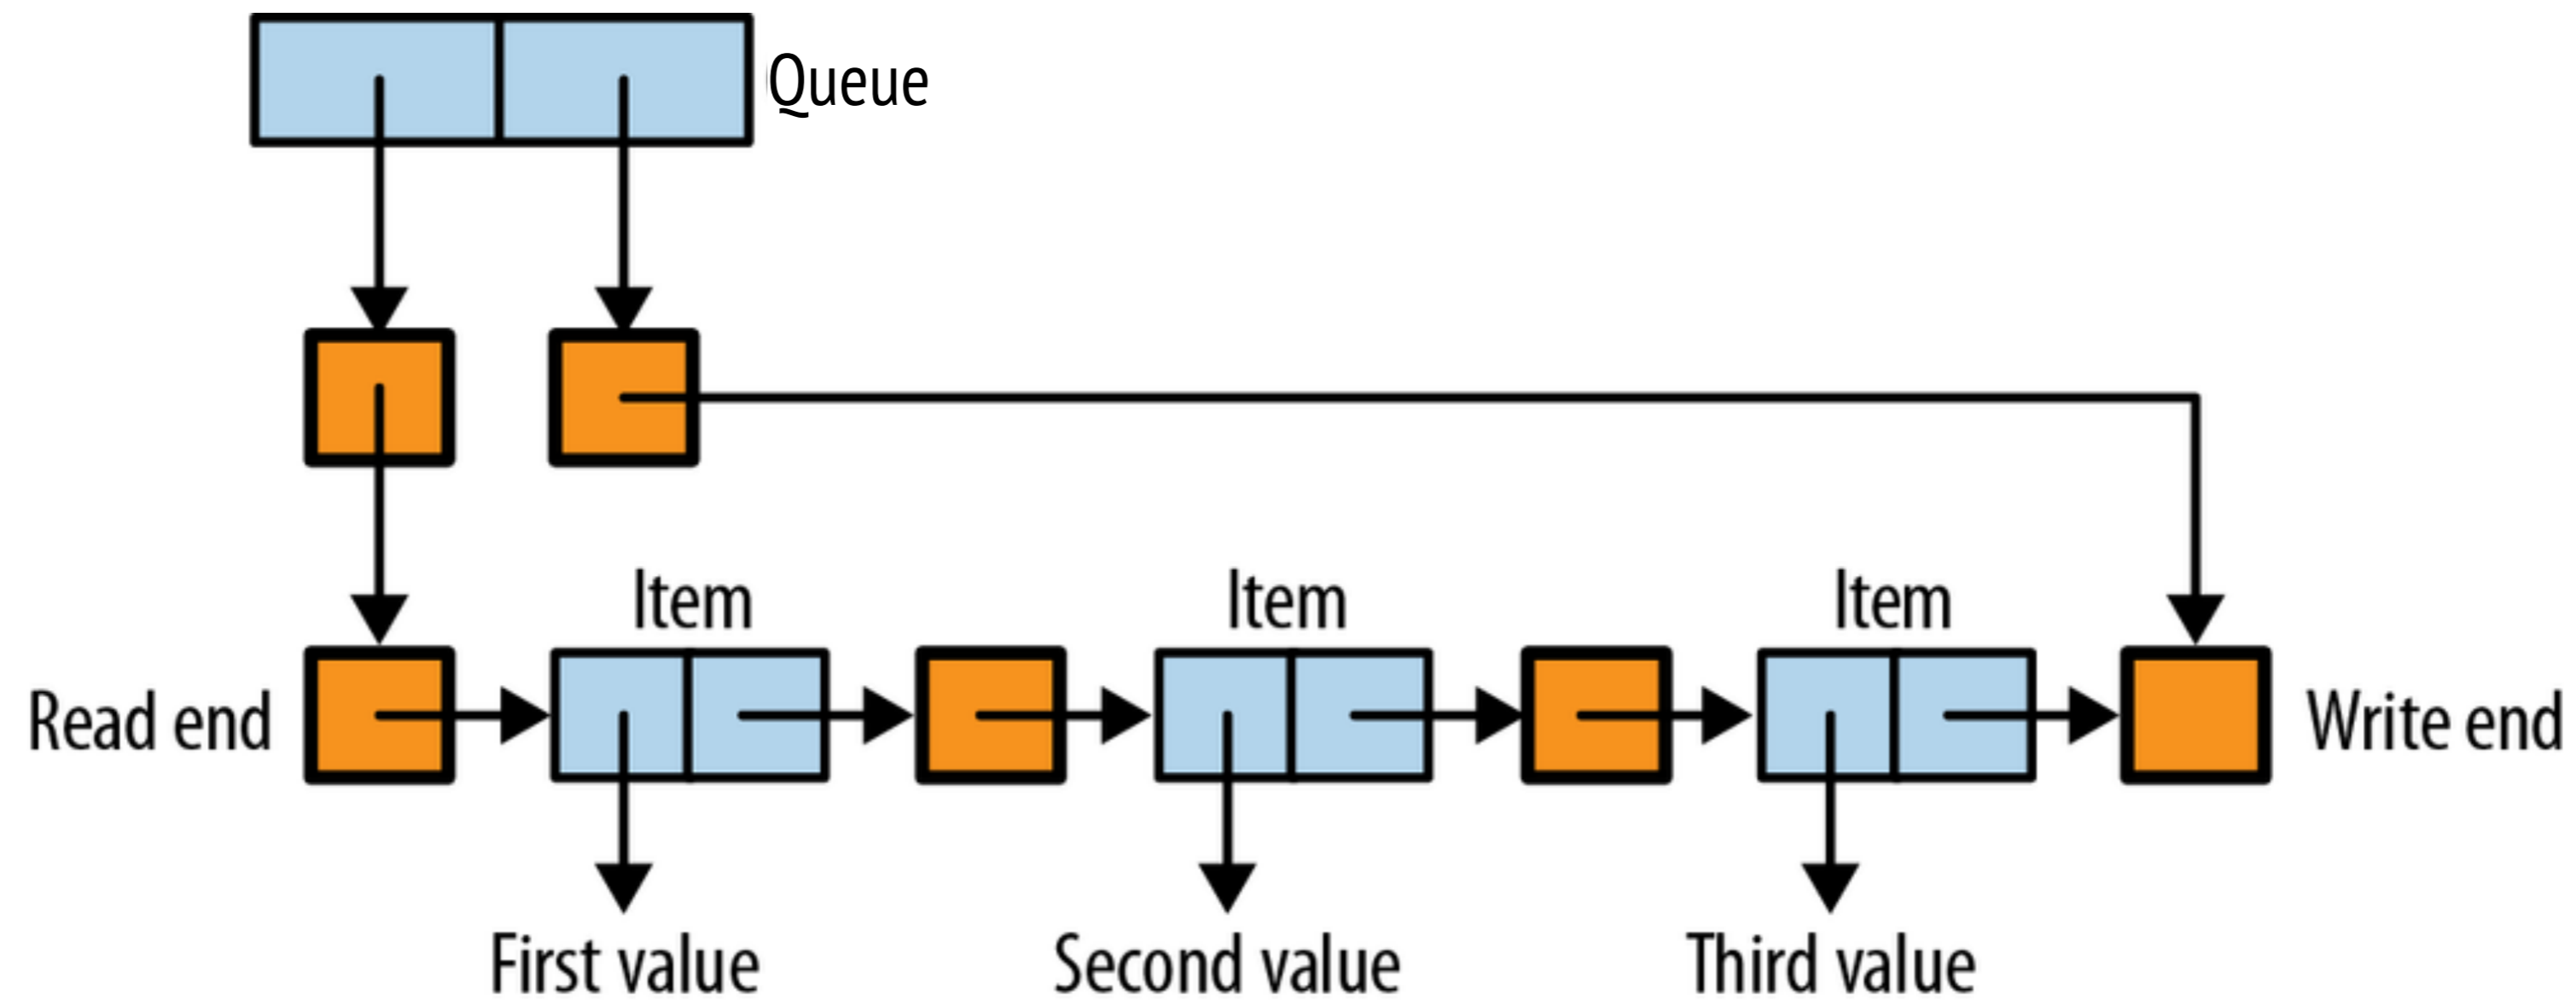 Queue
Item
Item
Item
Read end
Write end
First value
Second value
Third value